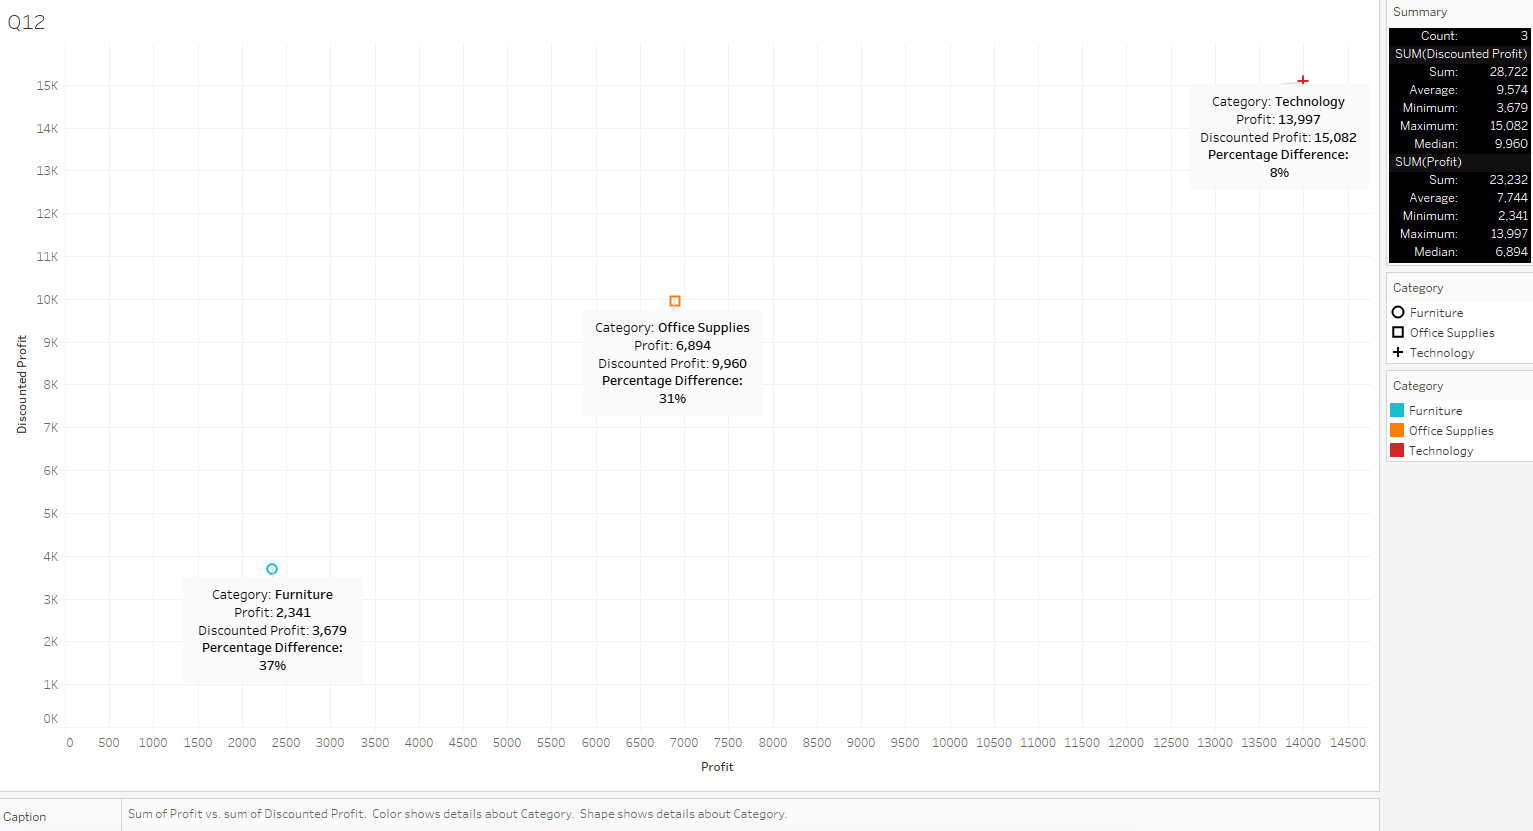 Q12
15K
14K
13K
12K
11K
10K
9K
8K
7K
6K
5K
4K
3K
2K
1K
0K
Discounted Profit
Category: Technology
Profit: 13,997
Discounted Profit: 15,082
Percentage Difference:
8%
Category: Office Supplies
Profit: 6,894
Discounted Profit: 9,960
Percentage Difference:
31%
Category: Furniture
Profit: 2,341
Discounted Profit: 3,679
Percentage Difference:
37%
0 500 1000 1500 2000 2500 3000 3500 4000 4500 5000 5500 6000 6500 7000 7500 8000 8500 9000 9500 10000 10500 11000 11500 12000 12500 13000 13500 14000 14500
Profit
Summary
Count: 3
SUM(Discounted Profit)
Sum: 28,722
Average: 9,574
Minimum: 3,679
Maximum: 15,082
Median: 9,960
SUM(Profit)
Sum: 23,232
Average: 7,744
Minimum: 2,341
Maximum: 13,997
Median: 6,894
Category
Furniture
Office Supplies
Technology
Category
Furniture
Office Supplies
Technology
Caption
Sum of Profit vs. sum of Discounted Profit. Color shows details about Category. Shape shows details about Category.